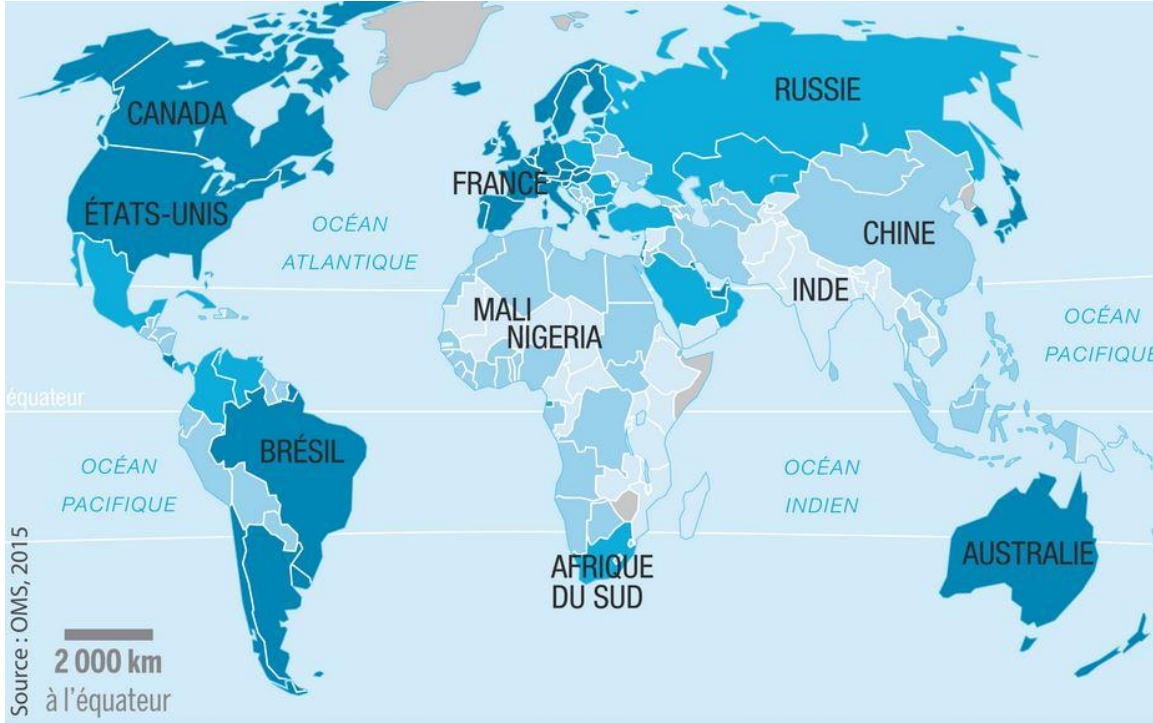 CANADA
RUSSIE
FRANCE
ÉTATS-UNIS
OCÉAN
ATLANTIQUE
CHINE
INDE
MALI
NIGERIA
OCÉAN
PACIFIQUE
équateur
BRÉSIL
OCÉAN
PACIFIQUE
OCÉAN
INDIEN
AUSTRALIE
AFRIQUE
DU SUD
Source : OMS, 2015
2 000 km
à l'équateur